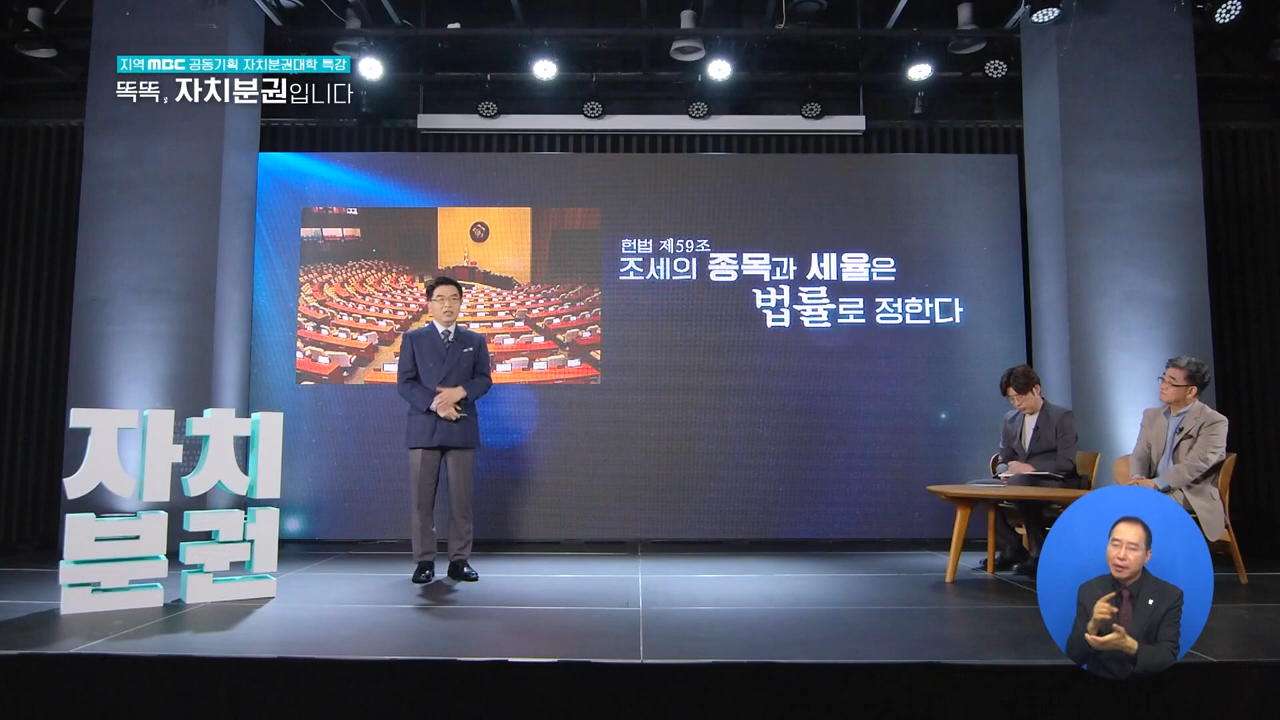 지역 MBC 공동기획 자치분권대학 특강
똑똑, 자치분권입니다
헌법 제59조
조세의 종목과 세율은
법률로 정한다
자치
분권